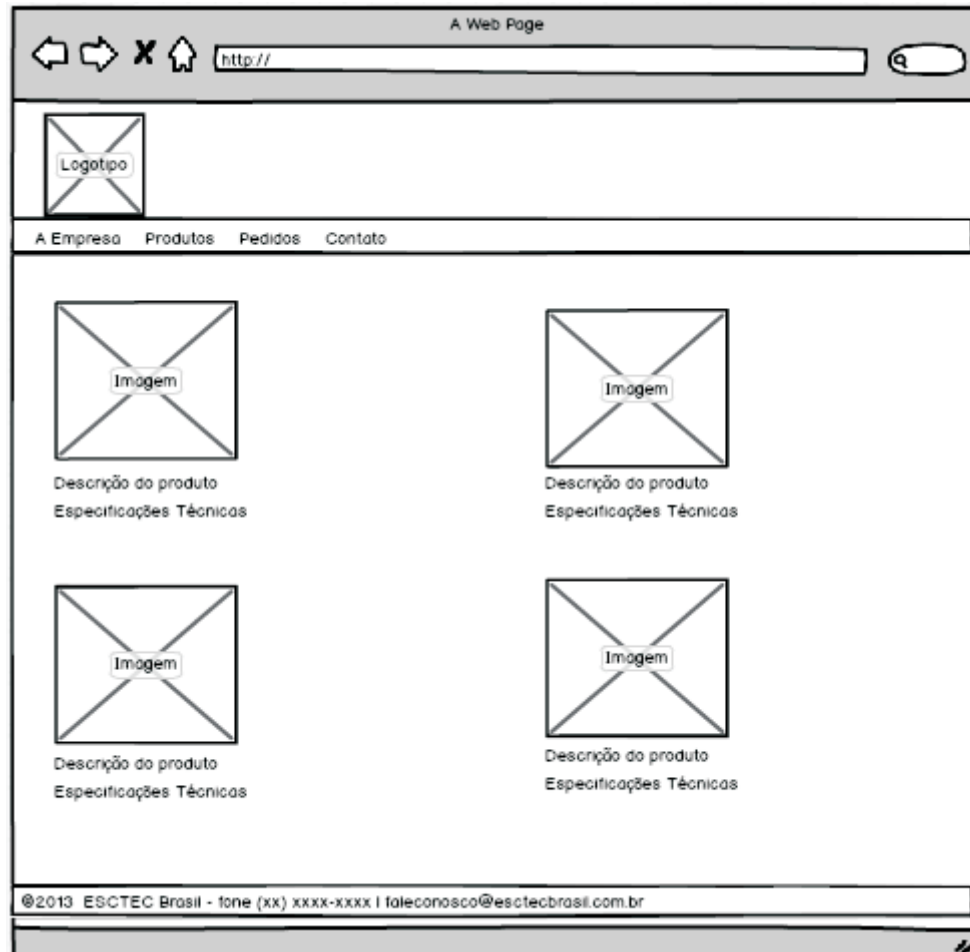 A Web Page
http://
Logotipo
A Empresa Produtos Pedidos Contato
Imagem
Imagem
Descrição do produto
Descrição do produto
Especificações Técnicas
Especificações Técnicas
Imagem
Imagem
Descrição do produto
Descrição do produto
Especificações Técnicas
Especificações Técnicas
©2013 ESCTEC Brasil - fone (xx) xxxx-xxxx | faleconosco@esctecbrasil.com.br